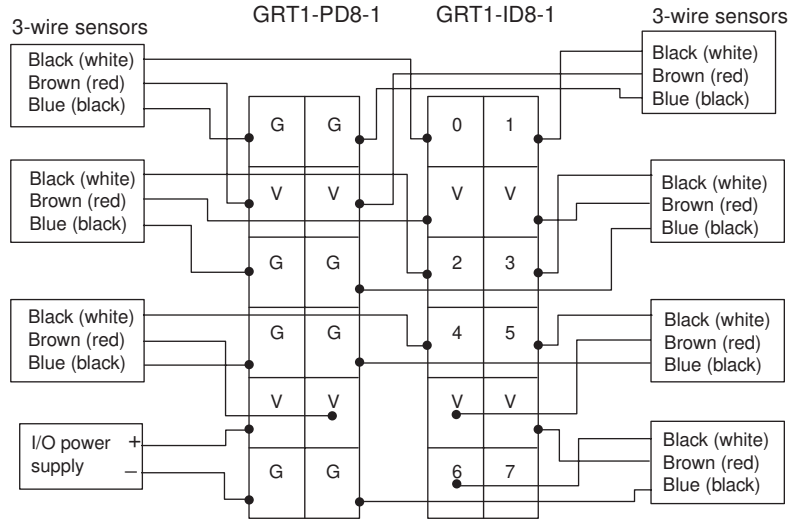 GRT1-PD8-1 GRT1-ID8-1
3-wire sensors
Black (white)
Brown (red)
Blue (black)
3-wire sensors
Black (white)
Brown (red)
Blue (black)
G G 0 1
Black (white)
Brown (red)
Blue (black)
V V V V
Black (white)
Brown (red)
Blue (black)
G G 2 3
Black (white)
Brown (red)
Blue (black)
G G 4 5
Black (white)
Brown (red)
Blue (black)
V V V V
I/O power +
supply –
G G 6 7
Black (white)
Brown (red)
Blue (black)